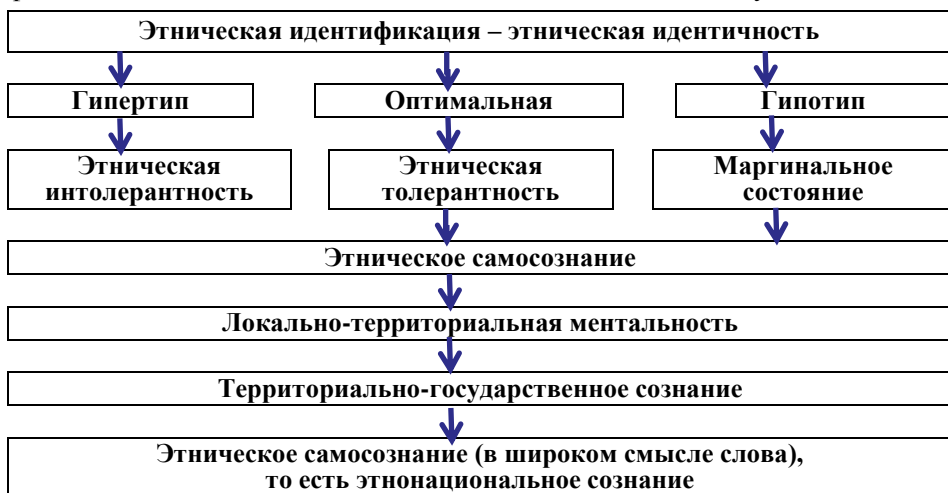 Этническая идентификация – этническая идентичность
Гипертип
Оптимальная
Гипотип
Этническая
интолерантность
Этническая
толерантность
Маргинальное
состояние
Этническое самосознание
Локально-территориальная ментальность
Территориально-государственное сознание
Этническое самосознание (в широком смысле слова),
то есть этнонациональное сознание